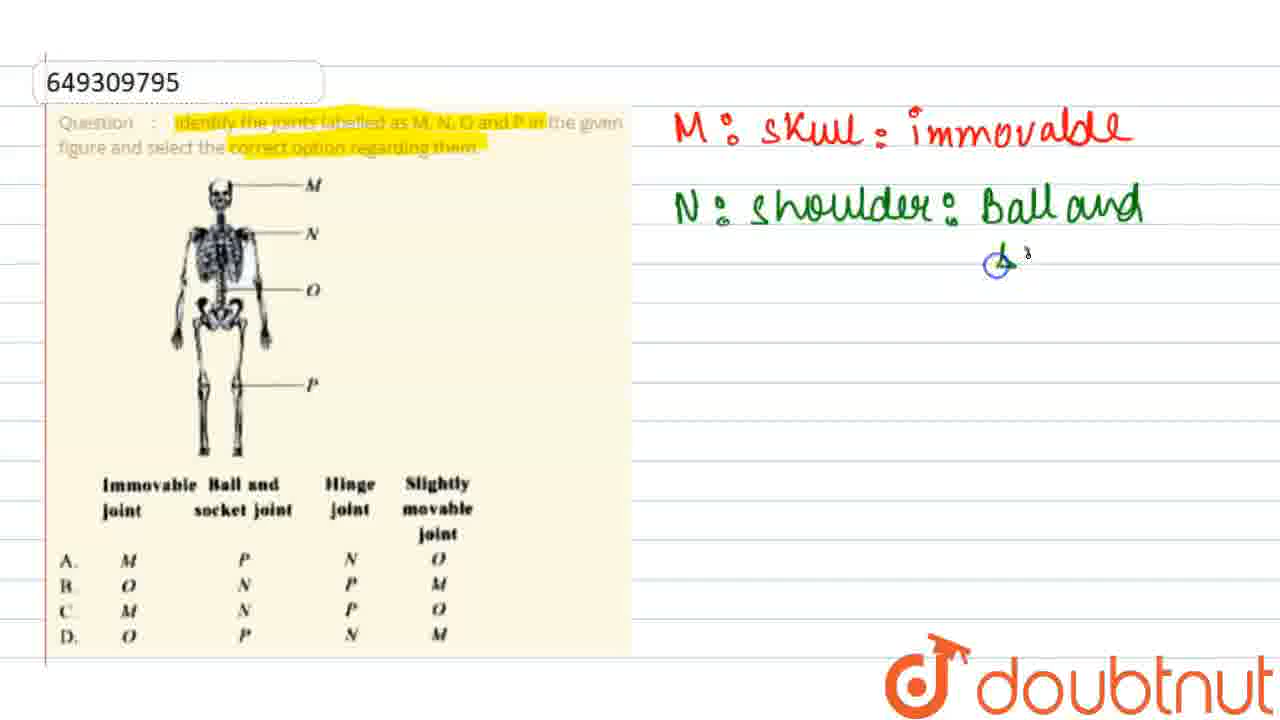 649309795
Question : Identify the joints labelled as M, N, O and P in the given
figure and select the correct option regarding them.
M
N
O
P
Immovable Ball and Hinge Slightly
joint socket joint joint movable
joint
A. M P N O
B. O N P M
C. M N P O
D. O P N M
M: skull: immovable
N: shoulder: Ball and
doubtnut